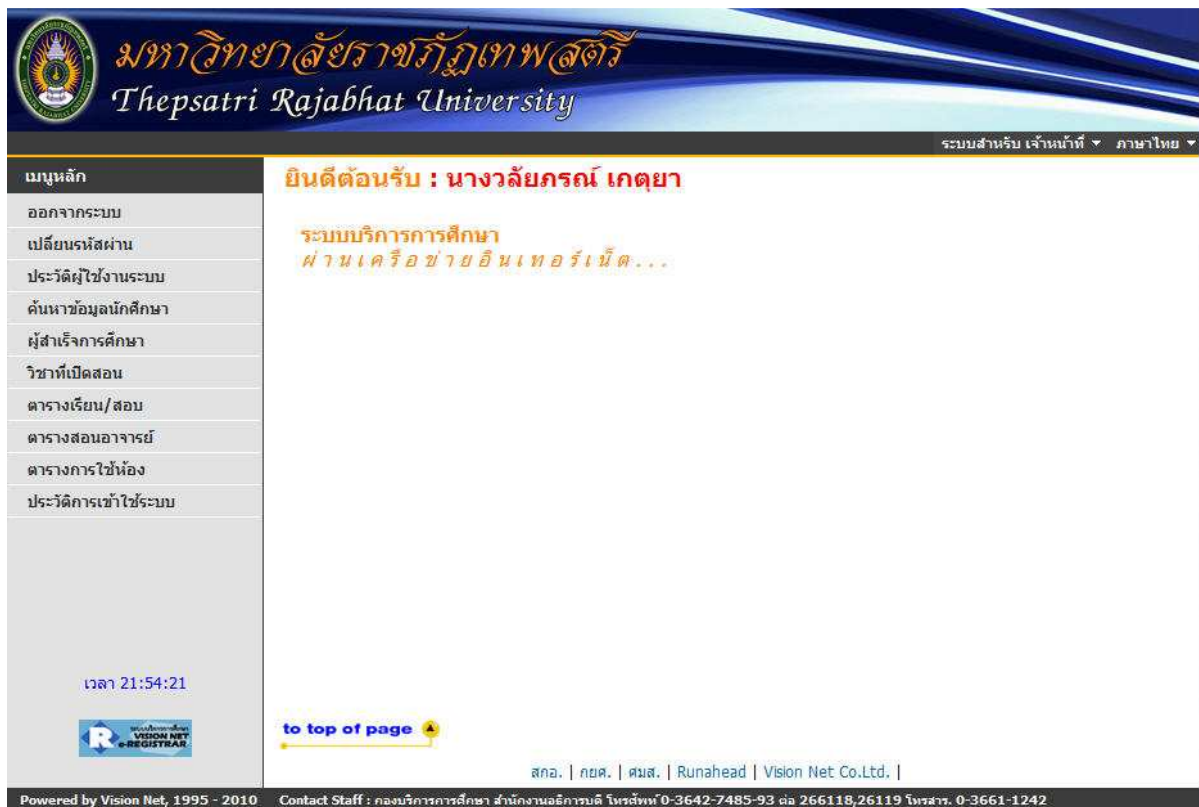 มหาวิทยาลัยราชภัฏเทพสตรี
Thepsatri Rajabhat University
ระบบสำหรับ เจ้าหน้าที่ ภาษาไทย
เมนูหลัก
ออกจากระบบ
เปลี่ยนรหัสผ่าน
ประวัติผู้ใช้งานระบบ
ค้นหาข้อมูลนักศึกษา
ผู้สำเร็จการศึกษา
วิชาที่เปิดสอน
ตารางเรียน/สอบ
ตารางสอนอาจารย์
ตารางการใช้ห้อง
ประวัติการเข้าใช้ระบบ
ยินดีต้อนรับ : นางวลัยภรณ์ เกตุยา
ระบบบริการการศึกษา
ผ่านเครือข่ายอินเทอร์เน็ต...
เวลา 21:54:21
VISION NET
e-REGISTRAR
to top of page
สกอ. | กยศ. | ศมส. | Runahead | Vision Net Co.Ltd. |
Powered by Vision Net, 1995 - 2010 Contact Staff : กองบริการการศึกษา สำนักงานอธิการบดี โทรศัพท์ 0-3642-7485-93 ต่อ 266118,26119 โทรสาร. 0-3661-1242